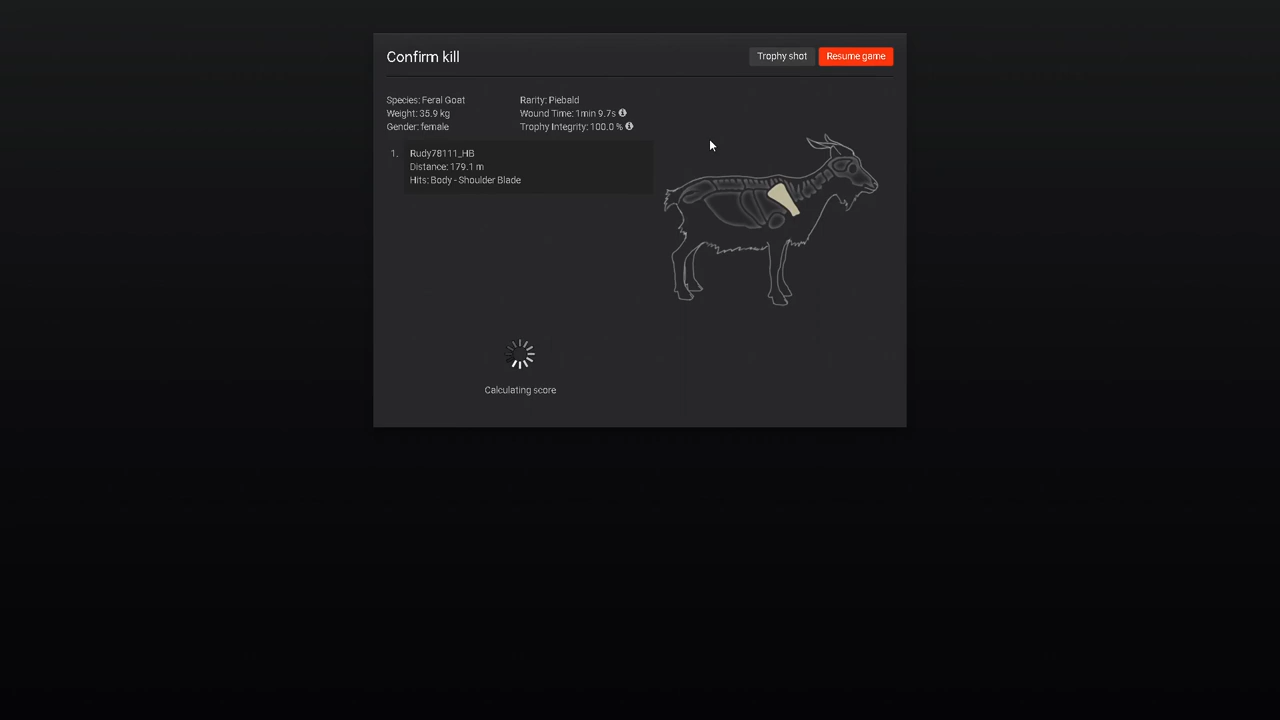 Confirm kill
Trophy shot
Resume game
Species: Feral Goat
Weight: 35.9 kg
Gender: female
Rarity: Piebald
Wound Time: 1min 9.7s
Trophy Integrity: 100.0 %
1.
Rudy78111_HB
Distance: 179.1 m
Hits: Body - Shoulder Blade
Calculating score